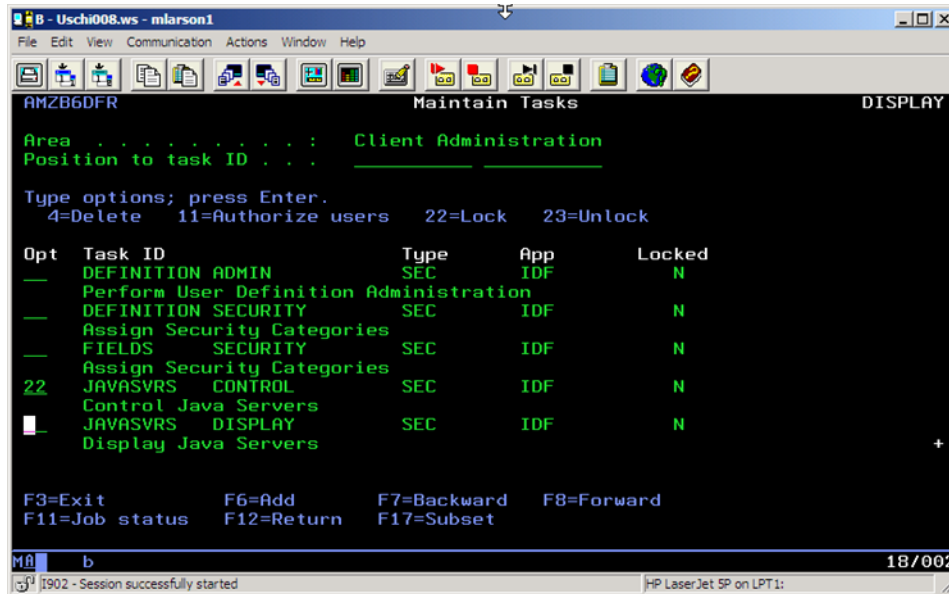 B - Uschi008.ws - mlarson1
File Edit View Communication Actions Window Help
AMZB6DFR Maintain Tasks DISPLAY
Area . . . . . . . . . : Client Administration
Position to task ID . . .
Type options; press Enter.
4=Delete 11=Authorize users 22=Lock 23=Unlock
Opt Task ID Type App Locked
DEFINITION ADMIN SEC IDF N
Perform User Definition Administration
DEFINITION SECURITY SEC IDF N
Assign Security Categories
FIELDS SECURITY SEC IDF N
Assign Security Categories
22 JAVASVRS CONTROL SEC IDF N
Control Java Servers
JAVASVRS DISPLAY SEC IDF N
Display Java Servers +
F3=Exit F6=Add F7=Backward F8=Forward
F11=Job status F12=Return F17=Subset
MA b 18/002
I902 - Session successfully started HP LaserJet 5P on LPT1: